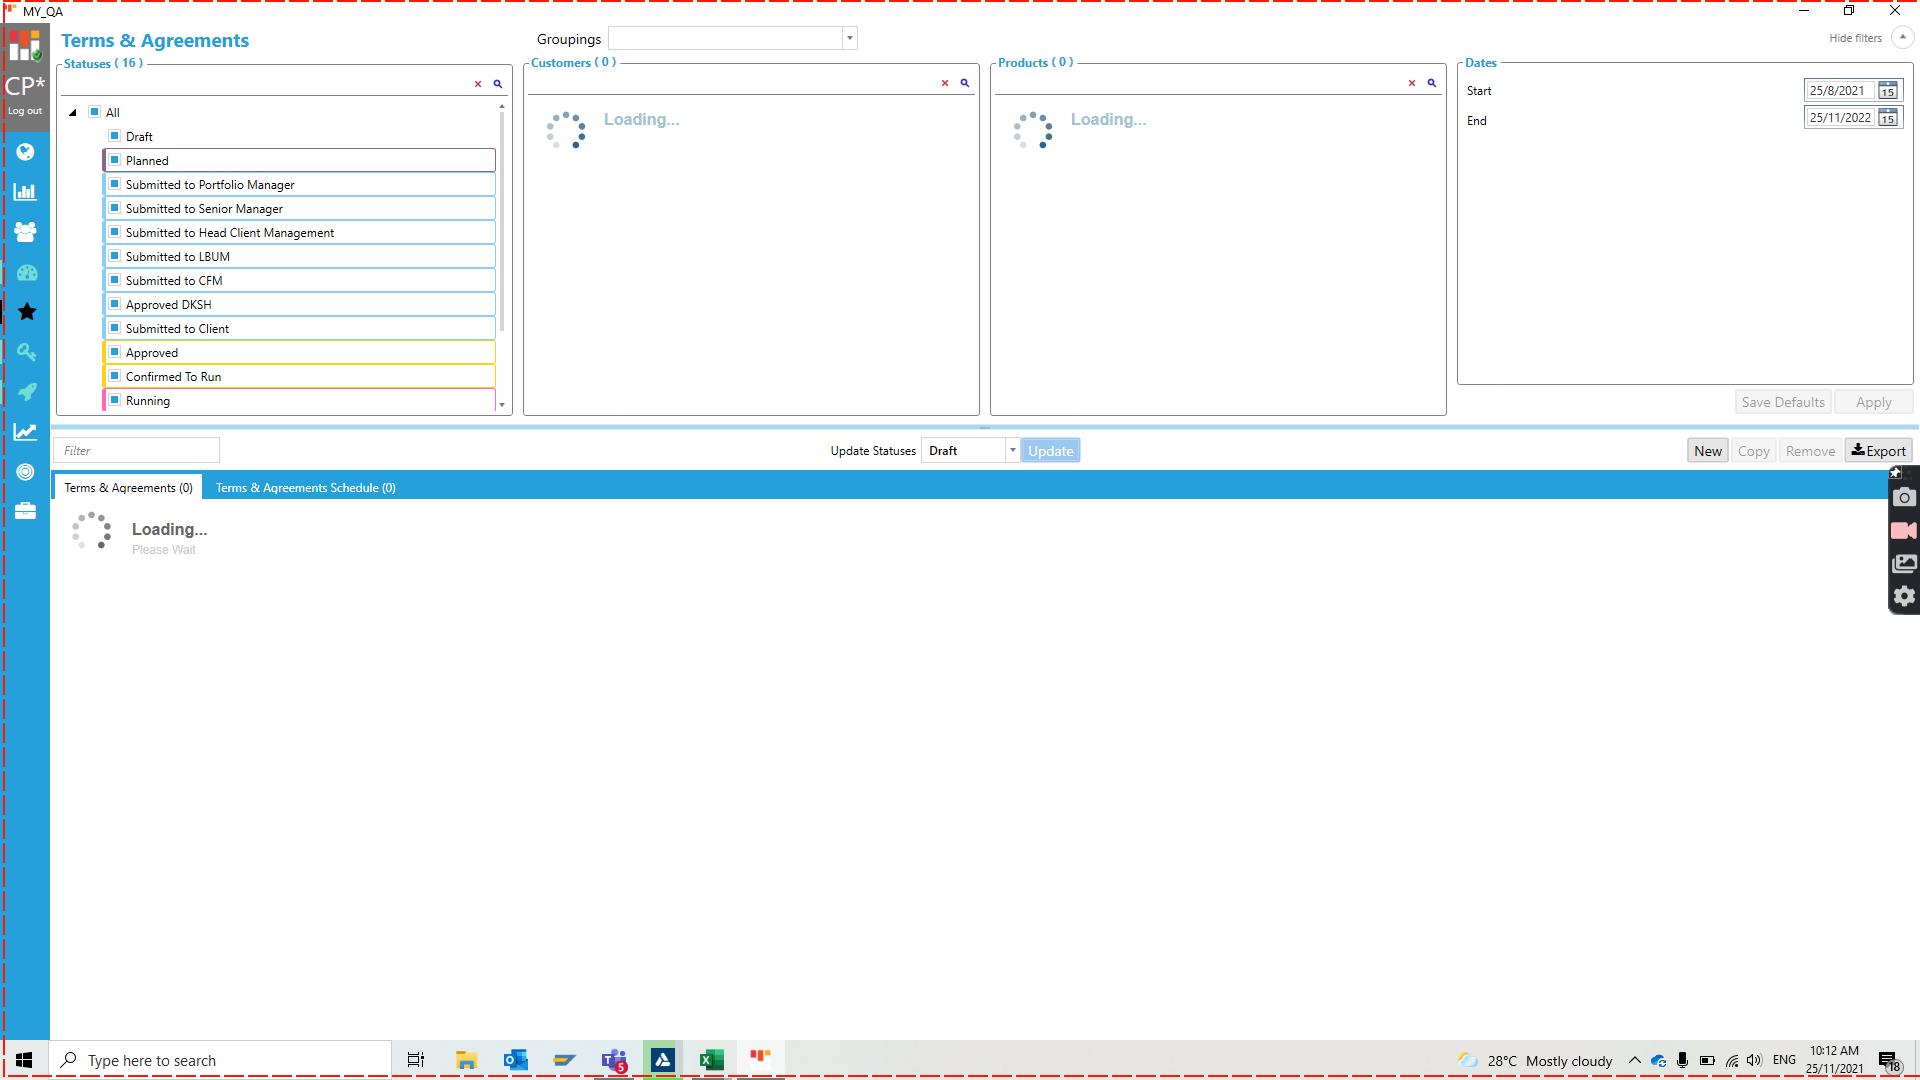 MY_QA
CP*
Log out
Terms & Agreements
Groupings
Hide filters
Statuses ( 16 )
All
Draft
Planned
Submitted to Portfolio Manager
Submitted to Senior Manager
Submitted to Head Client Management
Submitted to LBUM
Submitted to CFM
Approved DKSH
Submitted to Client
Approved
Confirmed To Run
Running
Customers ( 0 )
Loading...
Products ( 0 )
Loading...
Dates
Start
25/8/2021
15
End
25/11/2022
15
Save Defaults
Apply
Filter
Update Statuses
Draft
Update
New
Copy
Remove
Export
Terms & Agreements (0)
Terms & Agreements Schedule (0)
Loading...
Please Wait
Type here to search
5
28°C Mostly cloudy
ENG
10:12 AM
25/11/2021
18